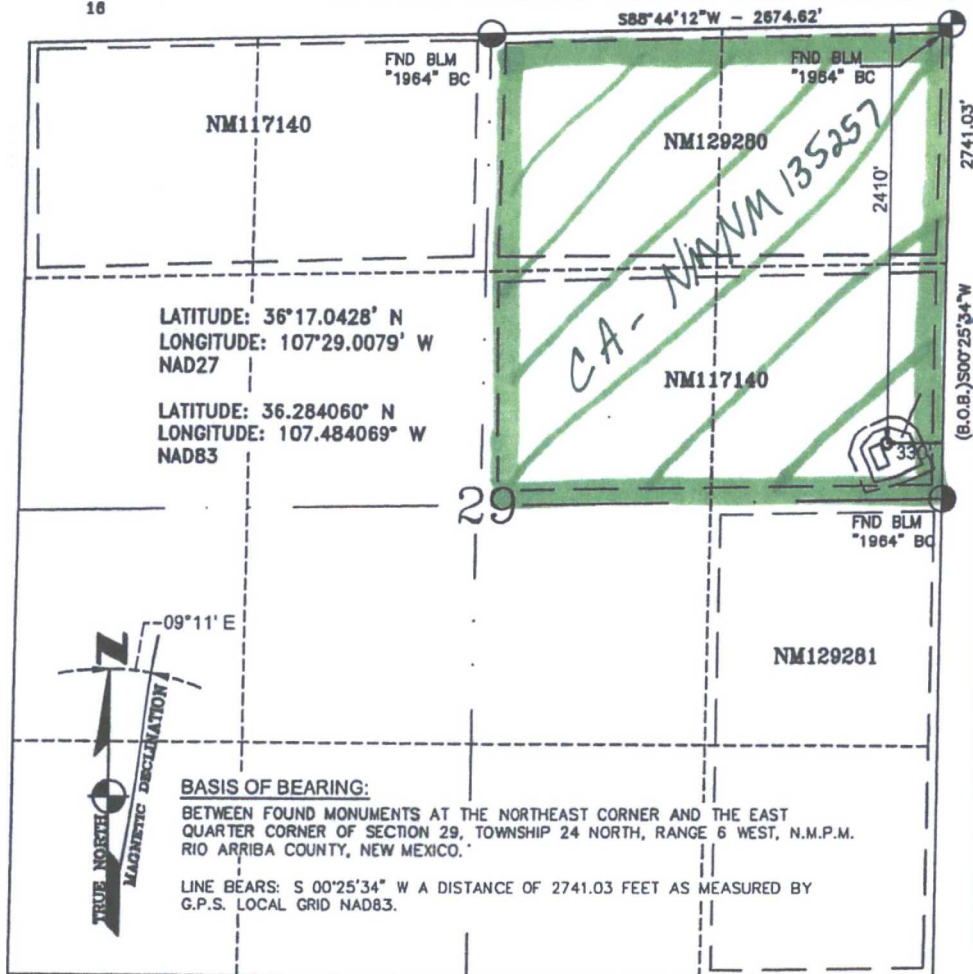 16
S88°44'12"W - 2674.62'
FND BLM
"1964" BC
FND BLM
"1964" BC
NM117140
NM129280
2741.03'
2410'
CA - NMNM 135257
LATITUDE: 36°17.0428' N
LONGITUDE: 107°29.0079' W
NAD27
(B.O.B.)S00°25'34"W
NM117140
LATITUDE: 36.284060° N
LONGITUDE: 107.484069° W
NAD83
330'
29
FND BLM
"1964" BC
09°11' E
N
NM129281
TRUE NORTH
MAGNETIC DECLINATION
BASIS OF BEARING:
BETWEEN FOUND MONUMENTS AT THE NORTHEAST CORNER AND THE EAST
QUARTER CORNER OF SECTION 29, TOWNSHIP 24 NORTH, RANGE 6 WEST, N.M.P.M.
RIO ARRIBA COUNTY, NEW MEXICO.
LINE BEARS: S 00°25'34" W A DISTANCE OF 2741.03 FEET AS MEASURED BY
G.P.S. LOCAL GRID NAD83.